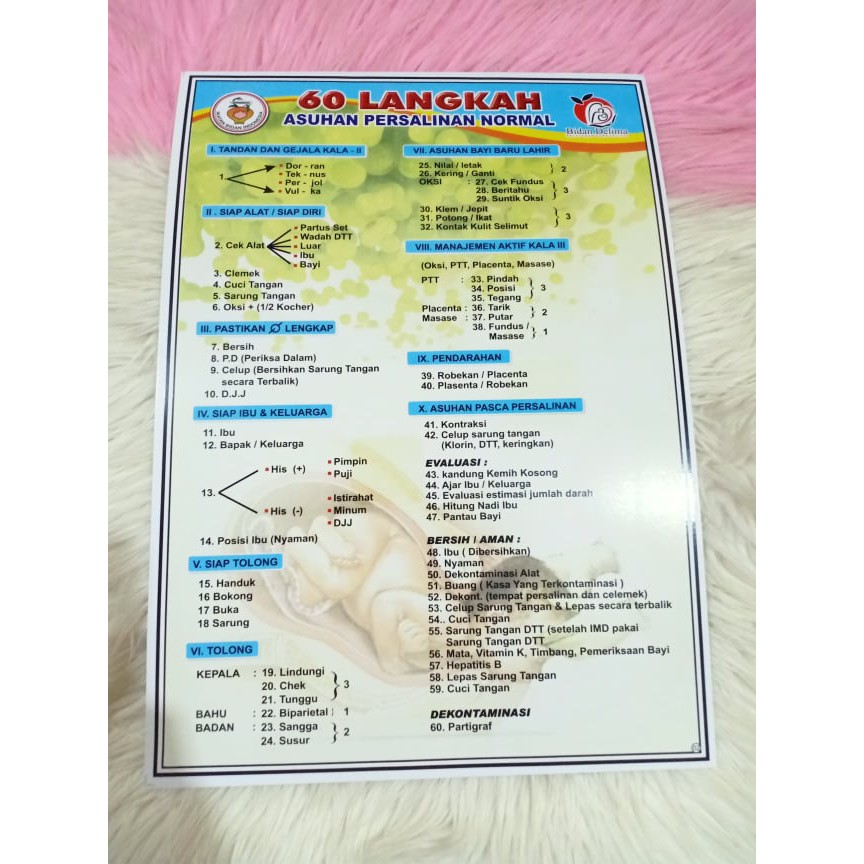 60 LANGKAH
ASUHAN PERSALINAN NORMAL
IKATAN BIDAN INDONESIA
Bidan Delima
I. TANDAN DAN GEJALA KALA - II
1.
Dor - ran
Tek - nus
Per - jol
Vul - ka
II . SIAP ALAT / SIAP DIRI
2. Cek Alat
Partus Set
Wadah DTT
Luar
Ibu
Bayi
3. Clemek
4. Cuci Tangan
5. Sarung Tangan
6. Oksi + (1/2 Kocher)
III. PASTIKAN Ø LENGKAP
7. Bersih
8. P.D (Periksa Dalam)
9. Celup (Bersihkan Sarung Tangan
secara Terbalik)
10. D.J.J
IV. SIAP IBU & KELUARGA
11. Ibu
12. Bapak / Keluarga
13.
His (+)
Pimpin
Puji
His (-)
Istirahat
Minum
DJJ
14. Posisi Ibu (Nyaman)
V. SIAP TOLONG
15. Handuk
16 Bokong
17 Buka
18 Sarung
VI. TOLONG
KEPALA : 19. Lindungi
20. Chek
21. Tunggu } 3
BAHU : 22. Biparietal : 1
BADAN : 23. Sangga
24. Susur } 2
VII. ASUHAN BAYI BARU LAHIR
25. Nilai / letak
26. Kering / Ganti } 2
OKSI : 27. Cek Fundus
28. Beritahu
29. Suntik Oksi } 3
30. Klem / Jepit
31. Potong / Ikat
32. Kontak Kulit Selimut } 3
VIII. MANAJEMEN AKTIF KALA III
(Oksi, PTT, Placenta, Masase)
PTT : 33. Pindah
34. Posisi
35. Tegang } 3
Placenta : 36. Tarik
Masase : 37. Putar } 2
38. Fundus /
Masase } 1
IX. PENDARAHAN
39. Robekan / Placenta
40. Plasenta / Robekan
X. ASUHAN PASCA PERSALINAN
41. Kontraksi
42. Celup sarung tangan
(Klorin, DTT, keringkan)
EVALUASI :
43. kandung Kemih Kosong
44. Ajar Ibu / Keluarga
45. Evaluasi estimasi jumlah darah
46. Hitung Nadi Ibu
47. Pantau Bayi
BERSIH / AMAN :
48. Ibu ( Dibersihkan)
49. Nyaman
50. Dekontaminasi Alat
51. Buang ( Kasa Yang Terkontaminasi )
52. Dekont. (tempat persalinan dan celemek)
53. Celup Sarung Tangan & Lepas secara terbalik
54.. Cuci Tangan
55. Sarung Tangan DTT (setelah IMD pakai
Sarung Tangan DTT
56. Mata, Vitamin K, Timbang, Pemeriksaan Bayi
57. Hepatitis B
58. Lepas Sarung Tangan
59. Cuci Tangan
DEKONTAMINASI
60. Partigraf